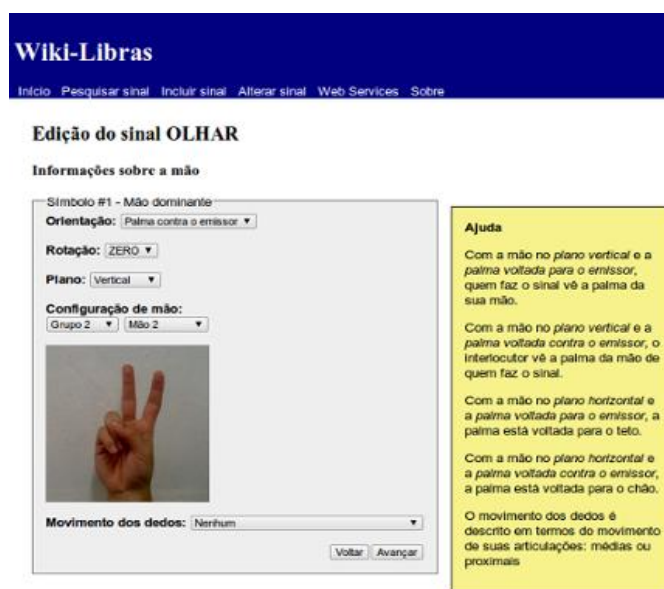 Wiki-Libras
Início Pesquisar sinal Incluir sinal Alterar sinal Web Services Sobre
Edição do sinal OLHAR
Informações sobre a mão
Símbolo #1 - Mão dominante
Orientação: Palma contra o emissor
Rotação: ZERO
Plano: Vertical
Configuração de mão:
Grupo 2 Mão 2
Movimento dos dedos: Nenhum
Voltar Avançar
Ajuda
Com a mão no plano vertical e a
palma voltada para o emissor,
quem faz o sinal vê a palma da
sua mão.
Com a mão no plano vertical e a
palma voltada contra o emissor, o
interlocutor vê a palma da mão de
quem faz o sinal.
Com a mão no plano horizontal e
a palma voltada para o emissor, a
palma está voltada para o teto.
Com a mão no plano horizontal e
a palma voltada contra o emissor,
a palma está voltada para o chão.
O movimento dos dedos é
descrito em termos do movimento
de suas articulações: médias ou
proximais